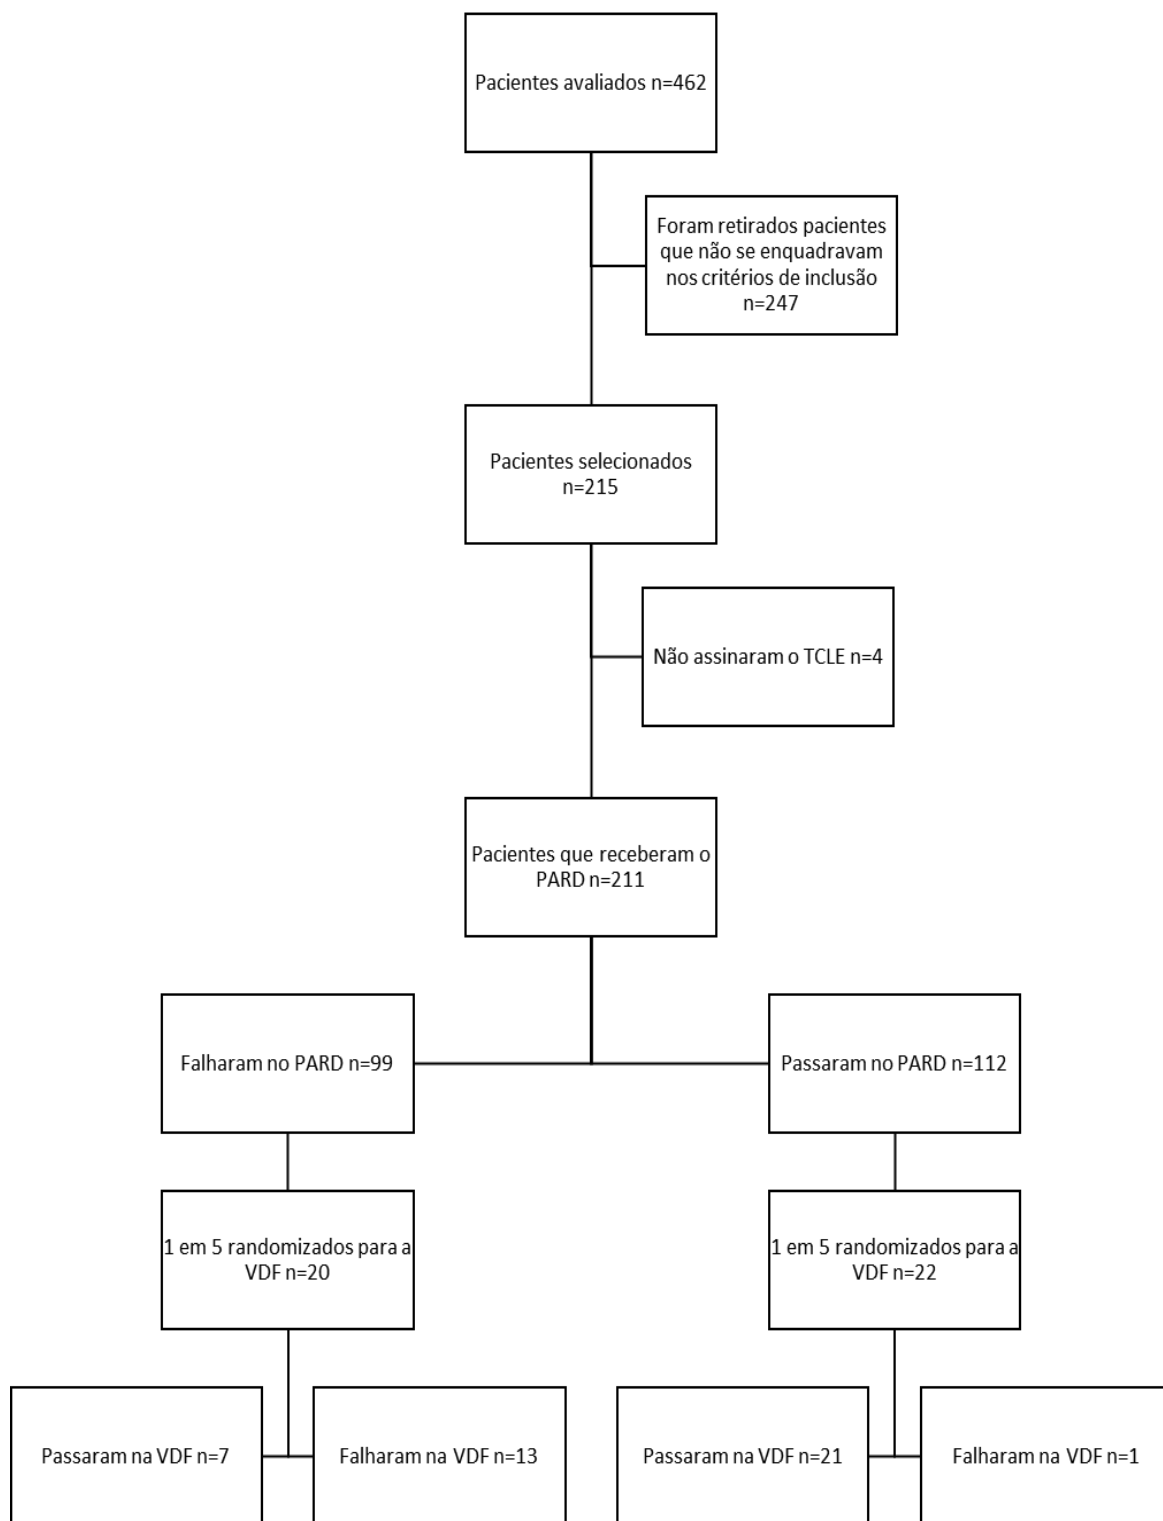 Pacientes avaliados n=462
Foram retirados pacientes
que não se enquadravam
nos critérios de inclusão
n=247
Pacientes selecionados
n=215
Não assinaram o TCLE n=4
Pacientes que receberam o
PARD n=211
Falharam no PARD n=99
Passaram no PARD n=112
1 em 5 randomizados para a
VDF n=20
1 em 5 randomizados para a
VDF n=22
Passaram na VDF n=7
Falharam na VDF n=13
Passaram na VDF n=21
Falharam na VDF n=1